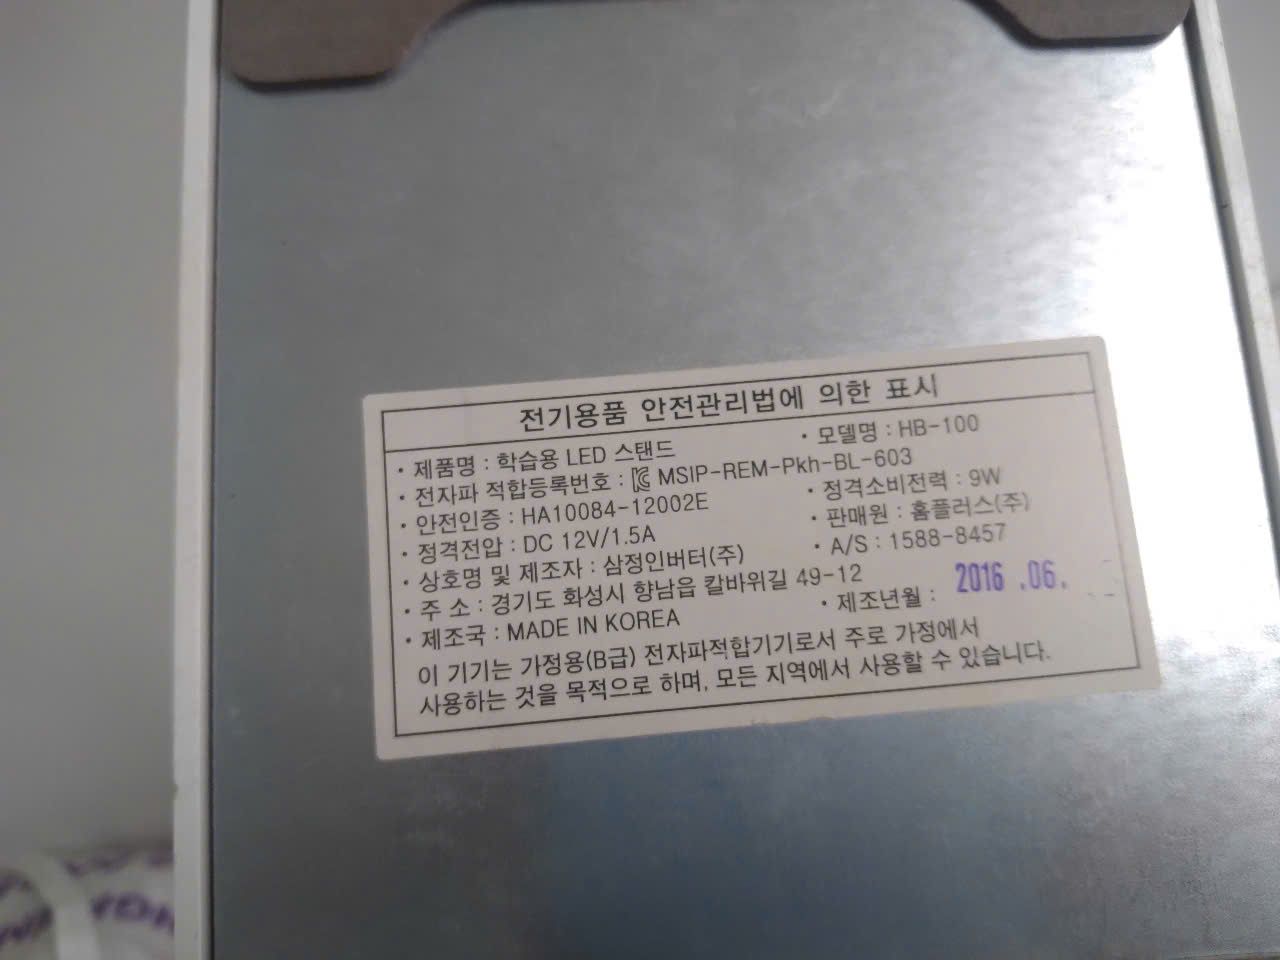 전기용품 안전관리법에 의한 표시
· 제품명 : 학습용 LED 스탠드 · 모델명 : HB-100
· 전자파 적합등록번호 : MSIP-REM-Pkh-BL-603
· 안전인증 : HA10084-12002E · 정격소비전력 : 9W
· 정격전압 : DC 12V/1.5A · 판매원 : 홈플러스(주)
· 상호명 및 제조자 : 삼정인버터(주) · A/S : 1588-8457
· 주 소 : 경기도 화성시 향남읍 칼바위길 49-12
· 제조국 : MADE IN KOREA · 제조년월 : 2016 .06.
이 기기는 가정용(B급) 전자파적합기기로서 주로 가정에서
사용하는 것을 목적으로 하며, 모든 지역에서 사용할 수 있습니다.